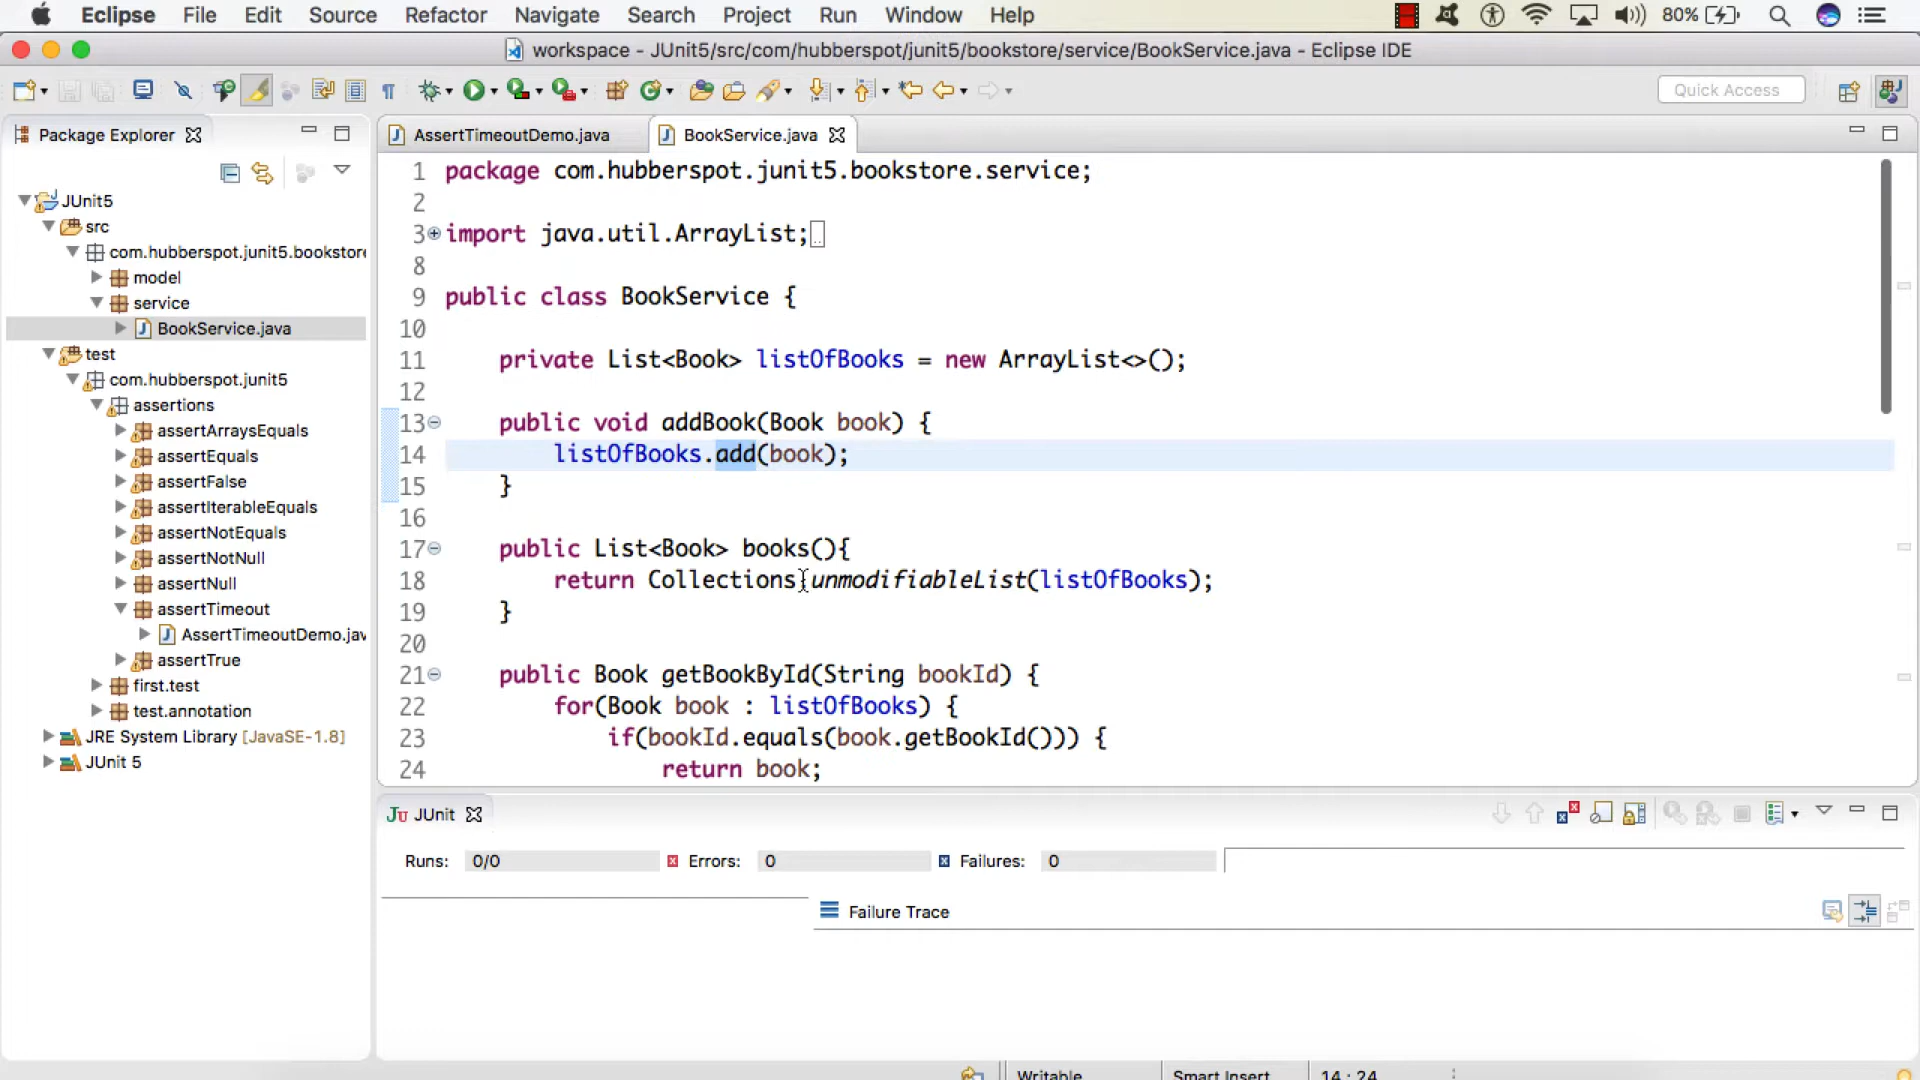 Eclipse File Edit Source Refactor Navigate Search Project Run Window Help 80%
workspace - JUnit5/src/com/hubberspot/junit5/bookstore/service/BookService.java - Eclipse IDE
Quick Access
Package Explorer
AssertTimeoutDemo.java
BookService.java
JUnit5
src
com.hubberspot.junit5.bookstore
model
service
BookService.java
test
com.hubberspot.junit5
assertions
assertArraysEquals
assertEquals
assertFalse
assertIterableEquals
assertNotEquals
assertNotNull
assertNull
assertTimeout
AssertTimeoutDemo.jav
assertTrue
first.test
test.annotation
JRE System Library [JavaSE-1.8]
JUnit 5
1 package com.hubberspot.junit5.bookstore.service;
2
3 import java.util.ArrayList;
8
9 public class BookService {
10
11 private List<Book> listOfBooks = new ArrayList<>();
12
13 public void addBook(Book book) {
14 listOfBooks.add(book);
15 }
16
17 public List<Book> books(){
18 return Collections.unmodifiableList(listOfBooks);
19 }
20
21 public Book getBookById(String bookId) {
22 for(Book book : listOfBooks) {
23 if(bookId.equals(book.getBookId())) {
24 return book;
JUnit
Runs: 0/0 Errors: 0 Failures: 0
Failure Trace
Writable Smart Insert 14 : 24